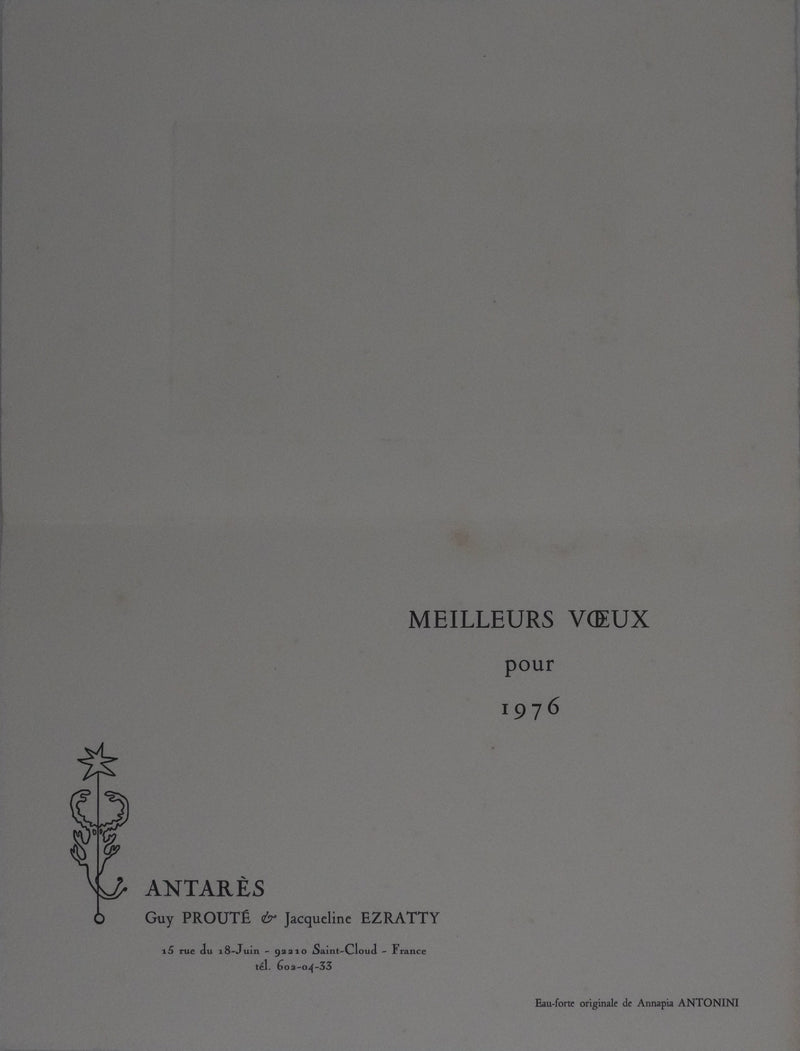 MEILLEURS VŒUX
pour
1976
ANTARÈS
Guy PROUTÉ & Jacqueline EZRATTY
15 rue du 18-Juin - 92210 Saint-Cloud - France
tél. 602-04-33
Eau-forte originale de Annapia ANTONINI